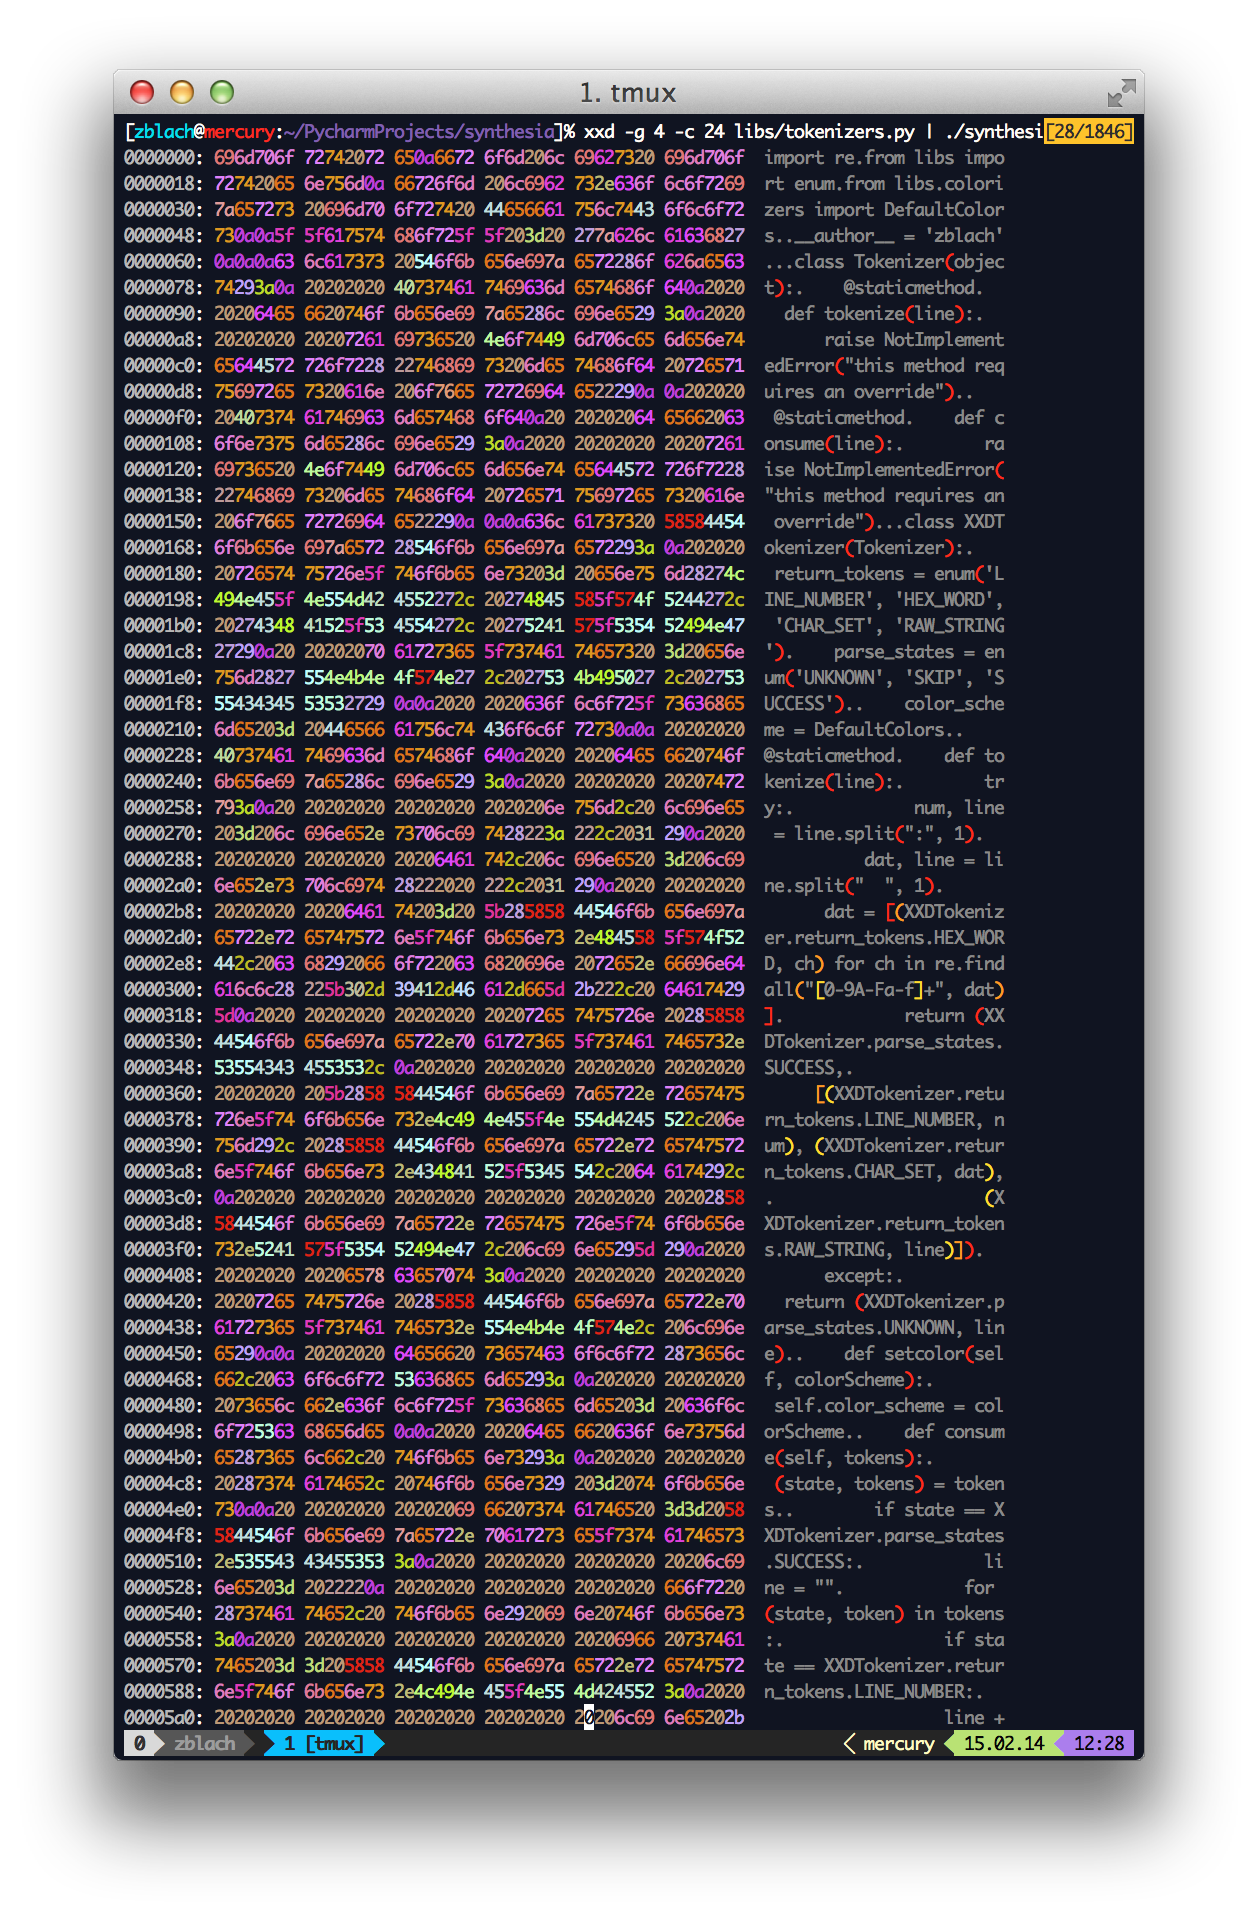 1. tmux
[zblach@mercury:~/PycharmProjects/synthesia]% xxd -g 4 -c 24 libs/tokenizers.py | ./synthesi[28/1846]
0000000: 696d706f 72742072 650a6672 6f6d206c 69627320 696d706f  import re.from libs impo
0000018: 72742065 6e756d0a 66726f6d 206c6962 732e636f 6c6f7269  rt enum.from libs.colori
0000030: 7a657273 20696d70 6f727420 44656661 756c7443 6f6c6f72  zers import DefaultColor
0000048: 730a0a5f 5f617574 686f725f 5f203d20 277a626c 61636827  s..__author__ = 'zblach'
0000060: 0a0a0a63 6c617373 20546f6b 656e697a 6572286f 626a6563  ...class Tokenizer(objec
0000078: 74293a0a 20202020 40737461 7469636d 6574686f 640a2020  t):.    @staticmethod.
0000090: 20206465 6620746f 6b656e69 7a65286c 696e6529 3a0a2020    def tokenize(line):.
00000a8: 20202020 20207261 69736520 4e6f7449 6d706c65 6d656e74        raise NotImplement
00000c0: 65644572 726f7228 22746869 73206d65 74686f64 20726571  edError("this method req
00000d8: 75697265 7320616e 206f7665 72726964 6522290a 0a202020  uires an override")..
00000f0: 20407374 61746963 6d657468 6f640a20 20202064 65662063   @staticmethod.    def c
0000108: 6f6e7375 6d65286c 696e6529 3a0a2020 20202020 20207261  onsume(line):.        ra
0000120: 69736520 4e6f7449 6d706c65 6d656e74 65644572 726f7228  ise NotImplementedError(
0000138: 22746869 73206d65 74686f64 20726571 75697265 7320616e  "this method requires an
0000150: 206f7665 72726964 6522290a 0a0a636c 61737320 58584454   override")...class XXDT
0000168: 6f6b656e 697a6572 28546f6b 656e697a 6572293a 0a202020  okenizer(Tokenizer):.
0000180: 20726574 75726e5f 746f6b65 6e73203d 20656e75 6d28274c   return_tokens = enum('L
0000198: 494e455f 4e554d42 4552272c 20274845 585f574f 5244272c  INE_NUMBER', 'HEX_WORD',
00001b0: 20274348 41525f53 4554272c 20275241 575f5354 52494e47   'CHAR_SET', 'RAW_STRING
00001c8: 27290a20 20202070 61727365 5f737461 74657320 3d20656e  ').    parse_states = en
00001e0: 756d2827 554e4b4e 4f574e27 2c202753 4b495027 2c202753  um('UNKNOWN', 'SKIP', 'S
00001f8: 55434345 53532729 0a0a2020 2020636f 6c6f725f 73636865  UCCESS')..    color_sche
0000210: 6d65203d 20446566 61756c74 436f6c6f 72730a0a 20202020  me = DefaultColors..
0000228: 40737461 7469636d 6574686f 640a2020 20206465 6620746f  @staticmethod.    def to
0000240: 6b656e69 7a65286c 696e6529 3a0a2020 20202020 20207472  kenize(line):.        tr
0000258: 793a0a20 20202020 20202020 2020206e 756d2c20 6c696e65  y:.            num, line
0000270: 203d206c 696e652e 73706c69 7428223a 222c2031 290a2020   = line.split(":", 1).
0000288: 20202020 20202020 20206461 742c206c 696e6520 3d206c69            dat, line = li
00002a0: 6e652e73 706c6974 28222020 222c2031 290a2020 20202020  ne.split("  ", 1).
00002b8: 20202020 20206461 74203d20 5b285858 44546f6b 656e697a        dat = [(XXDTokeniz
00002d0: 65722e72 65747572 6e5f746f 6b656e73 2e484558 5f574f52  er.return_tokens.HEX_WOR
00002e8: 442c2063 68292066 6f722063 6820696e 2072652e 66696e64  D, ch) for ch in re.find
0000300: 616c6c28 225b302d 39412d46 612d665d 2b222c20 64617429  all("[0-9A-Fa-f]+", dat)
0000318: 5d0a2020 20202020 20202020 20207265 7475726e 20285858  ].            return (XX
0000330: 44546f6b 656e697a 65722e70 61727365 5f737461 7465732e  DTokenizer.parse_states.
0000348: 53554343 4553532c 0a202020 20202020 20202020 20202020  SUCCESS,.
0000360: 20202020 205b2858 5844546f 6b656e69 7a65722e 72657475       [(XXDTokenizer.retu
0000378: 726e5f74 6f6b656e 732e4c49 4e455f4e 554d4245 522c206e  rn_tokens.LINE_NUMBER, n
0000390: 756d292c 20285858 44546f6b 656e697a 65722e72 65747572  um), (XXDTokenizer.retur
00003a8: 6e5f746f 6b656e73 2e434841 525f5345 542c2064 6174292c  n_tokens.CHAR_SET, dat),
00003c0: 0a202020 20202020 20202020 20202020 20202020 20202858  .                     (X
00003d8: 5844546f 6b656e69 7a65722e 72657475 726e5f74 6f6b656e  XDTokenizer.return_token
00003f0: 732e5241 575f5354 52494e47 2c206c69 6e65295d 290a2020  s.RAW_STRING, line)]).
0000408: 20202020 20206578 63657074 3a0a2020 20202020 20202020        except:.
0000420: 20207265 7475726e 20285858 44546f6b 656e697a 65722e70    return (XXDTokenizer.p
0000438: 61727365 5f737461 7465732e 554e4b4e 4f574e2c 206c696e  arse_states.UNKNOWN, lin
0000450: 65290a0a 20202020 64656620 73657463 6f6c6f72 2873656c  e)..    def setcolor(sel
0000468: 662c2063 6f6c6f72 53636865 6d65293a 0a202020 20202020  f, colorScheme):.
0000480: 2073656c 662e636f 6c6f725f 73636865 6d65203d 20636f6c   self.color_scheme = col
0000498: 6f725363 68656d65 0a0a2020 20206465 6620636f 6e73756d  orScheme..    def consum
00004b0: 65287365 6c662c20 746f6b65 6e73293a 0a202020 20202020  e(self, tokens):.
00004c8: 20287374 6174652c 20746f6b 656e7329 203d2074 6f6b656e   (state, tokens) = token
00004e0: 730a0a20 20202020 20202069 66207374 61746520 3d3d2058  s..        if state == X
00004f8: 5844546f 6b656e69 7a65722e 70617273 655f7374 61746573  XDTokenizer.parse_states
0000510: 2e535543 43455353 3a0a2020 20202020 20202020 20206c69  .SUCCESS:.            li
0000528: 6e65203d 2022220a 20202020 20202020 20202020 666f7220  ne = "".            for
0000540: 28737461 74652c20 746f6b65 6e292069 6e20746f 6b656e73  (state, token) in tokens
0000558: 3a0a2020 20202020 20202020 20202020 20206966 20737461  :.                if sta
0000570: 7465203d 3d205858 44546f6b 656e697a 65722e72 65747572  te == XXDTokenizer.retur
0000588: 6e5f746f 6b656e73 2e4c494e 455f4e55 4d424552 3a0a2020  n_tokens.LINE_NUMBER:.
00005a0: 20202020 20202020 20202020 20202020 20206c69 6e65202b                    line +
0 zblach 1 [tmux] mercury 15.02.14 12:28